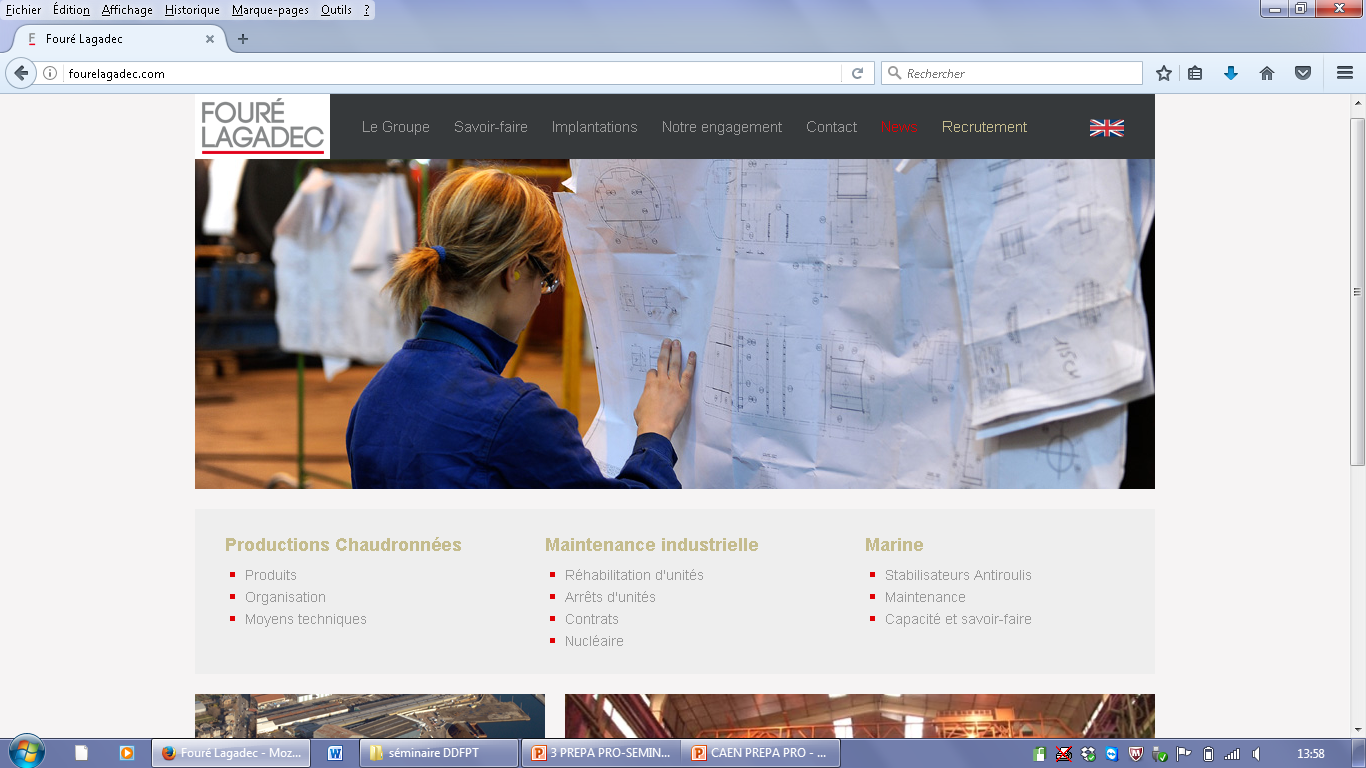 Fichier Édition Affichage Historique Marque-pages Outils ?
Fouré Lagadec
fourelagadec.com
Rechercher
FOURÉ
LAGADEC
Le Groupe Savoir-faire Implantations Notre engagement Contact News Recrutement
15CH
Productions Chaudronnées
Produits
Organisation
Moyens techniques
Maintenance industrielle
Réhabilitation d'unités
Arrêts d'unités
Contrats
Nucléaire
Marine
Stabilisateurs Antiroulis
Maintenance
Capacité et savoir-faire
Fouré Lagadec - Moz...
séminaire DDFPT
3 PREPA PRO-SEMIN...
CAEN PREPA PRO - ...
13:58